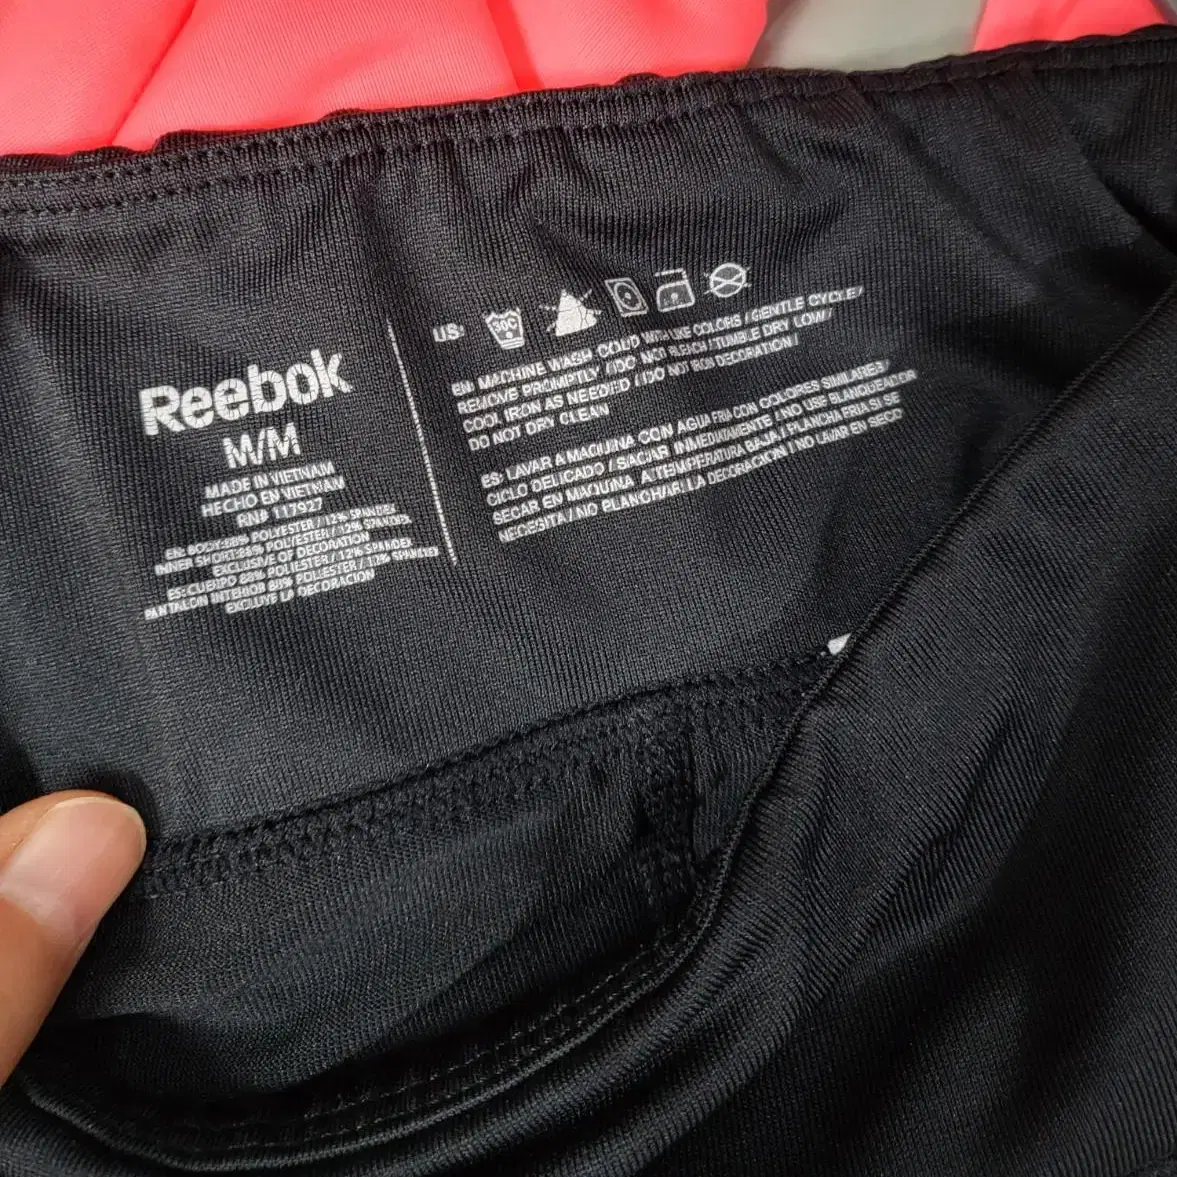 Reebok
M/M
MADE IN VIETNAM
HECHO EN VIETNAM
RN# 117927
EN: BODY:88% POLYESTER / 12% SPANDEX
INNER SHORT:88% POLYESTER / 12% SPANDEX
EXCLUSIVE OF DECORATION
ES: CUERPO 88% POLIESTER / 12% SPANDEX
PANTALON INTERIOR 88% POLIESTER / 12% SPANDEX
EXCLUYE LA DECORACION
US:
30C
EN: MACHINE WASH COLD WITH LIKE COLORS / GENTLE CYCLE /
REMOVE PROMPTLY / DO NOT BLEACH / TUMBLE DRY LOW /
COOL IRON AS NEEDED / DO NOT IRON DECORATION /
DO NOT DRY CLEAN
ES: LAVAR A MAQUINA CON AGUA FRIA CON COLORES SIMILARES /
CICLO DELICADO / SACAR INMEDIATAMENTE / NO USE BLANQUEADOR
SECAR EN MAQUINA A TEMPERATURA BAJA / PLANCHA FRIA SI SE
NECESITA / NO PLANCHAR LA DECORACION / NO LAVAR EN SECO